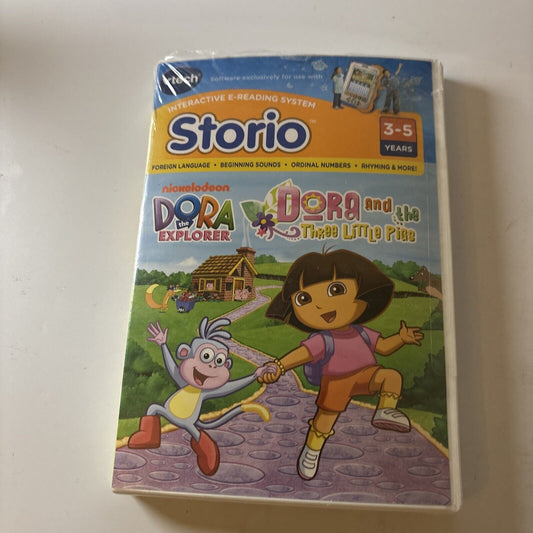 vtech
Software exclusively for use with
INTERACTIVE E-READING SYSTEM
Storio™
3-5
YEARS
FOREIGN LANGUAGE • BEGINNING SOUNDS • ORDINAL NUMBERS • RHYMING & MORE!
nickelodeon
DORA
the
EXPLORER
Dora and the
Three Little Pigs